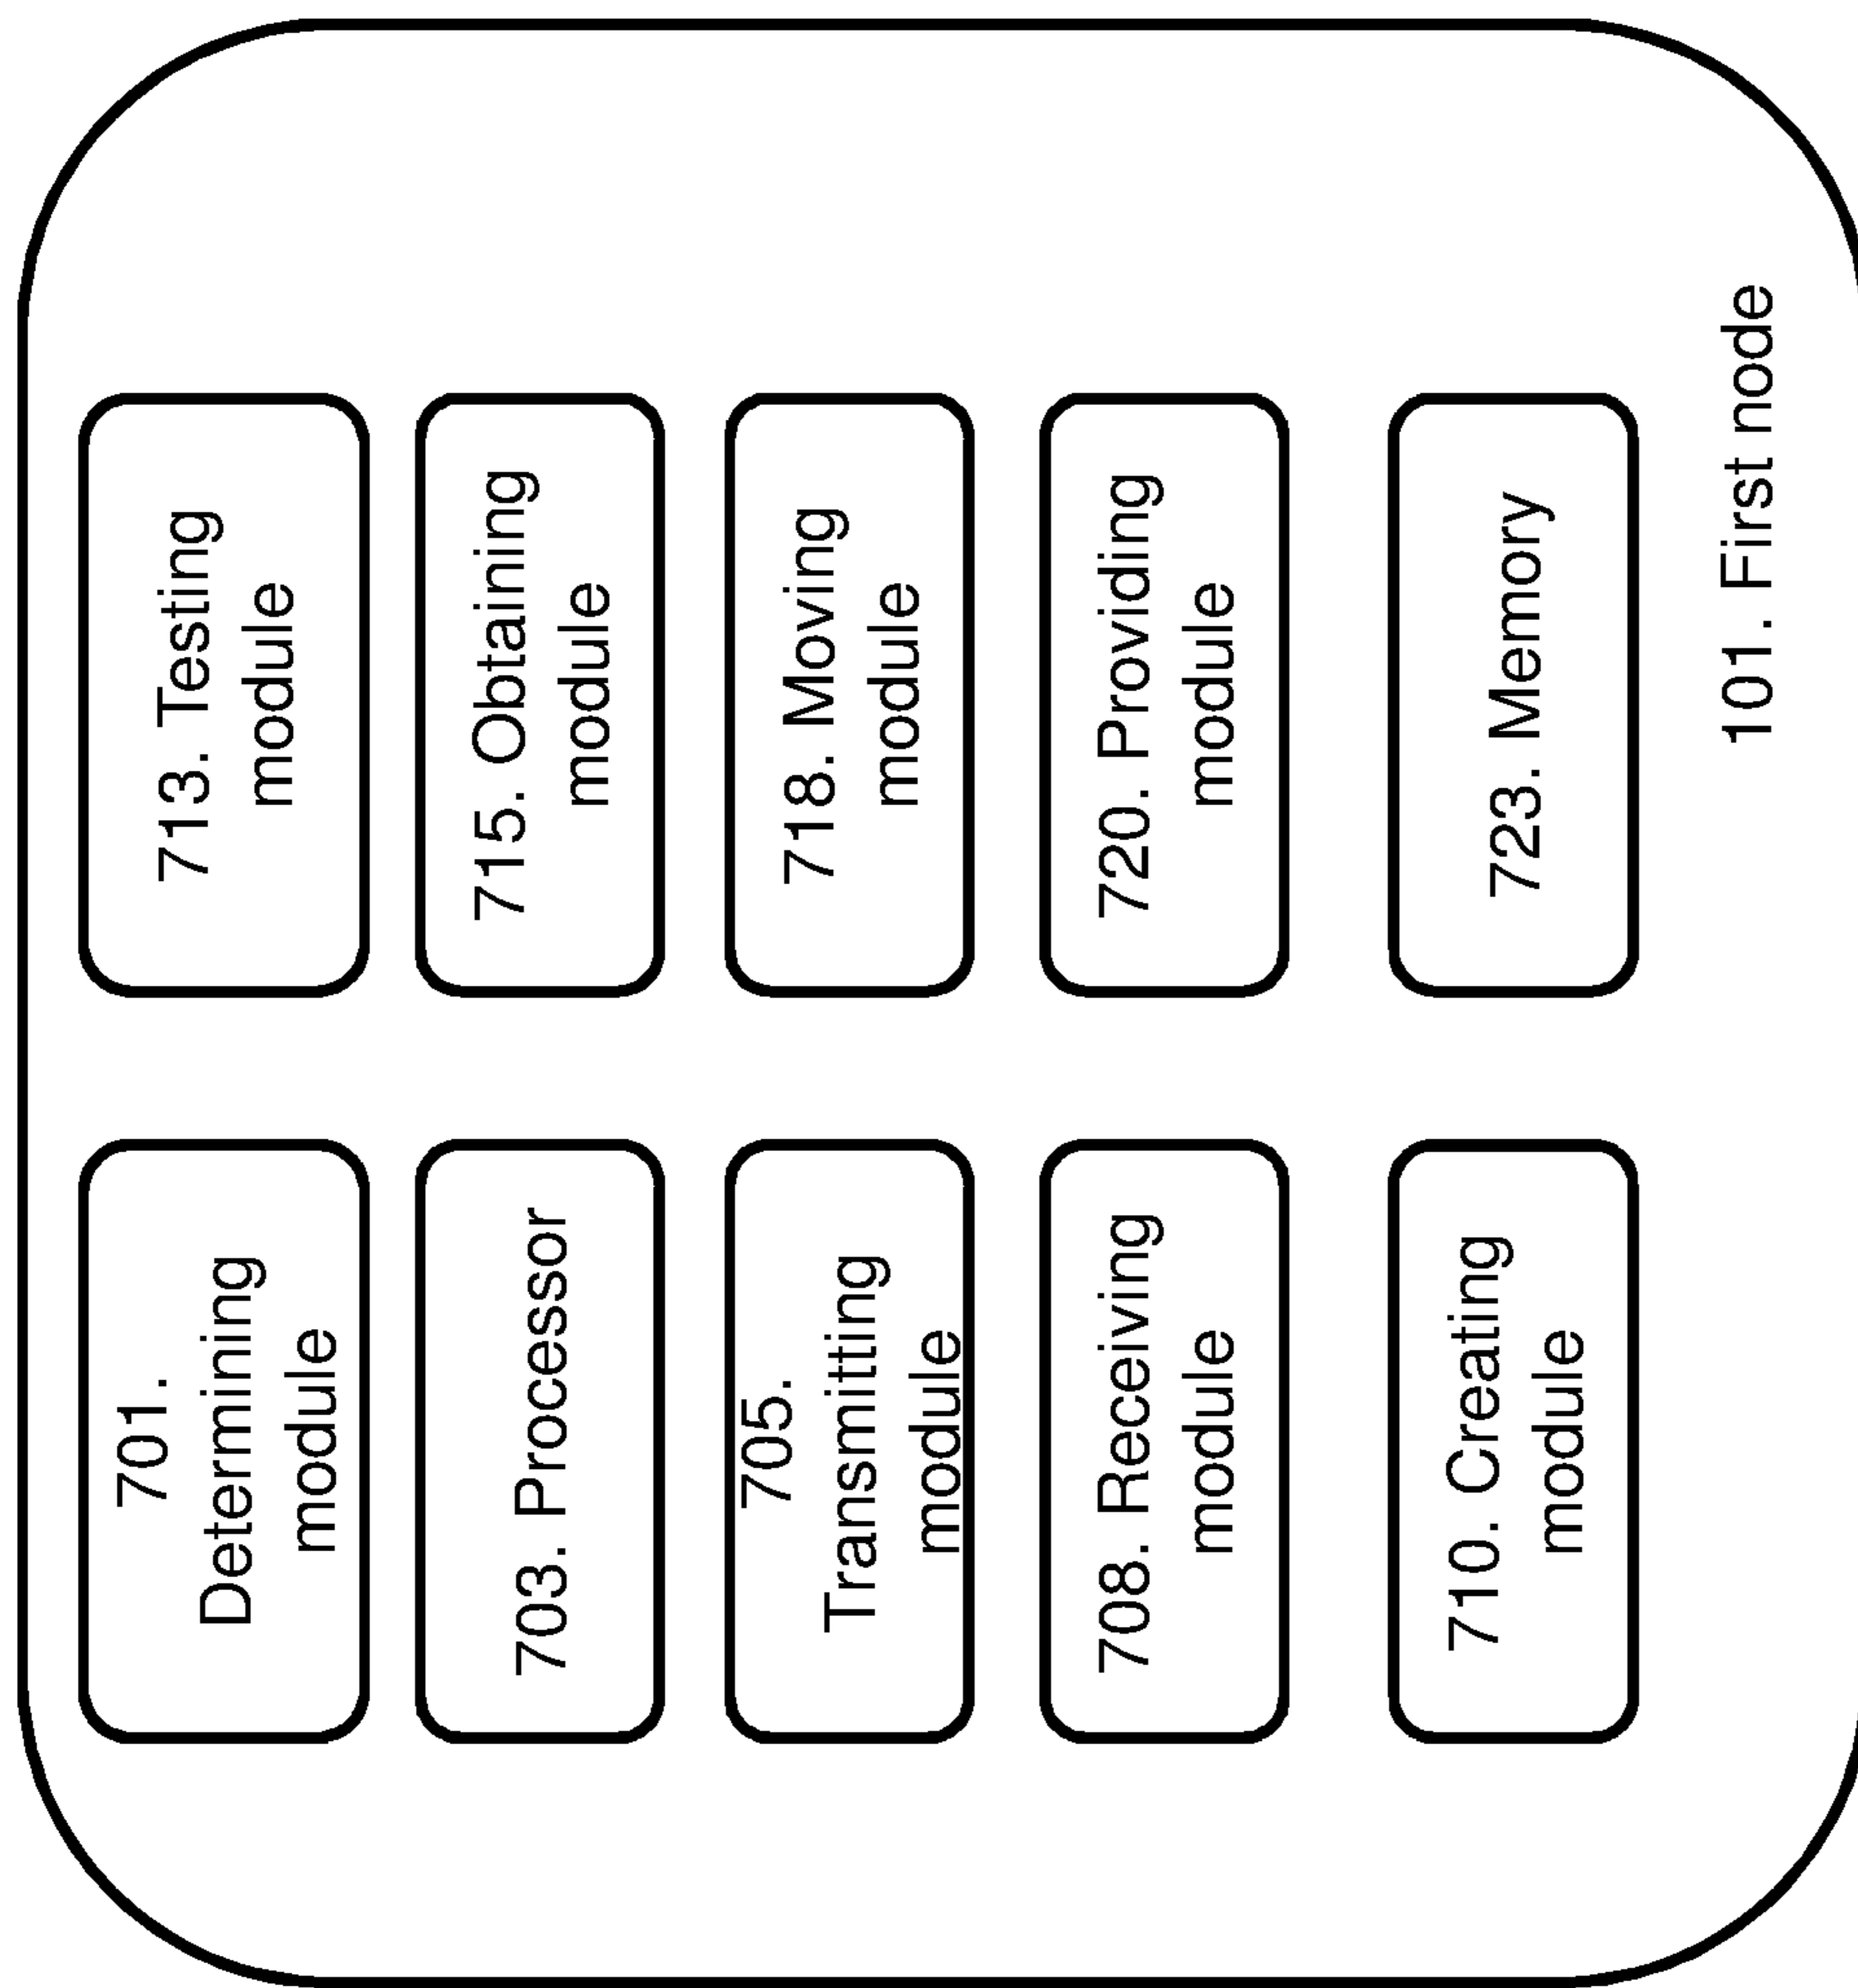 701.
Determining
module
703. Processor
705.
Transmitting
module
708. Receiving
module
710. Creating
module
713. Testing
module
715. Obtaining
module
718. Moving
module
720. Providing
module
723. Memory
101. First node